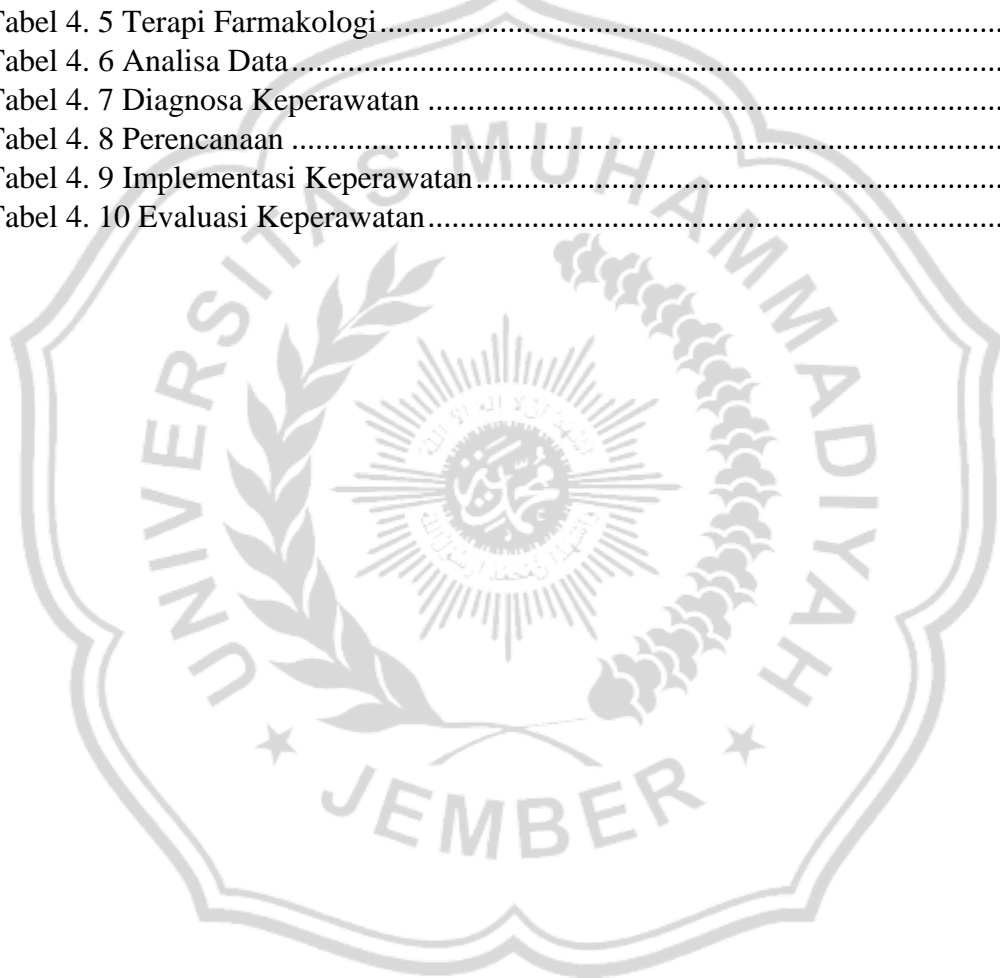 Tabel 4. 5 Terapi Farmakologi
Tabel 4. 6 Analisa Data
Tabel 4. 7 Diagnosa Keperawatan
Tabel 4. 8 Perencanaan
Tabel 4. 9 Implementasi Keperawatan
Tabel 4. 10 Evaluasi Keperawatan
UNIVERSITAS MUHAMMADIYAH
JEMBER